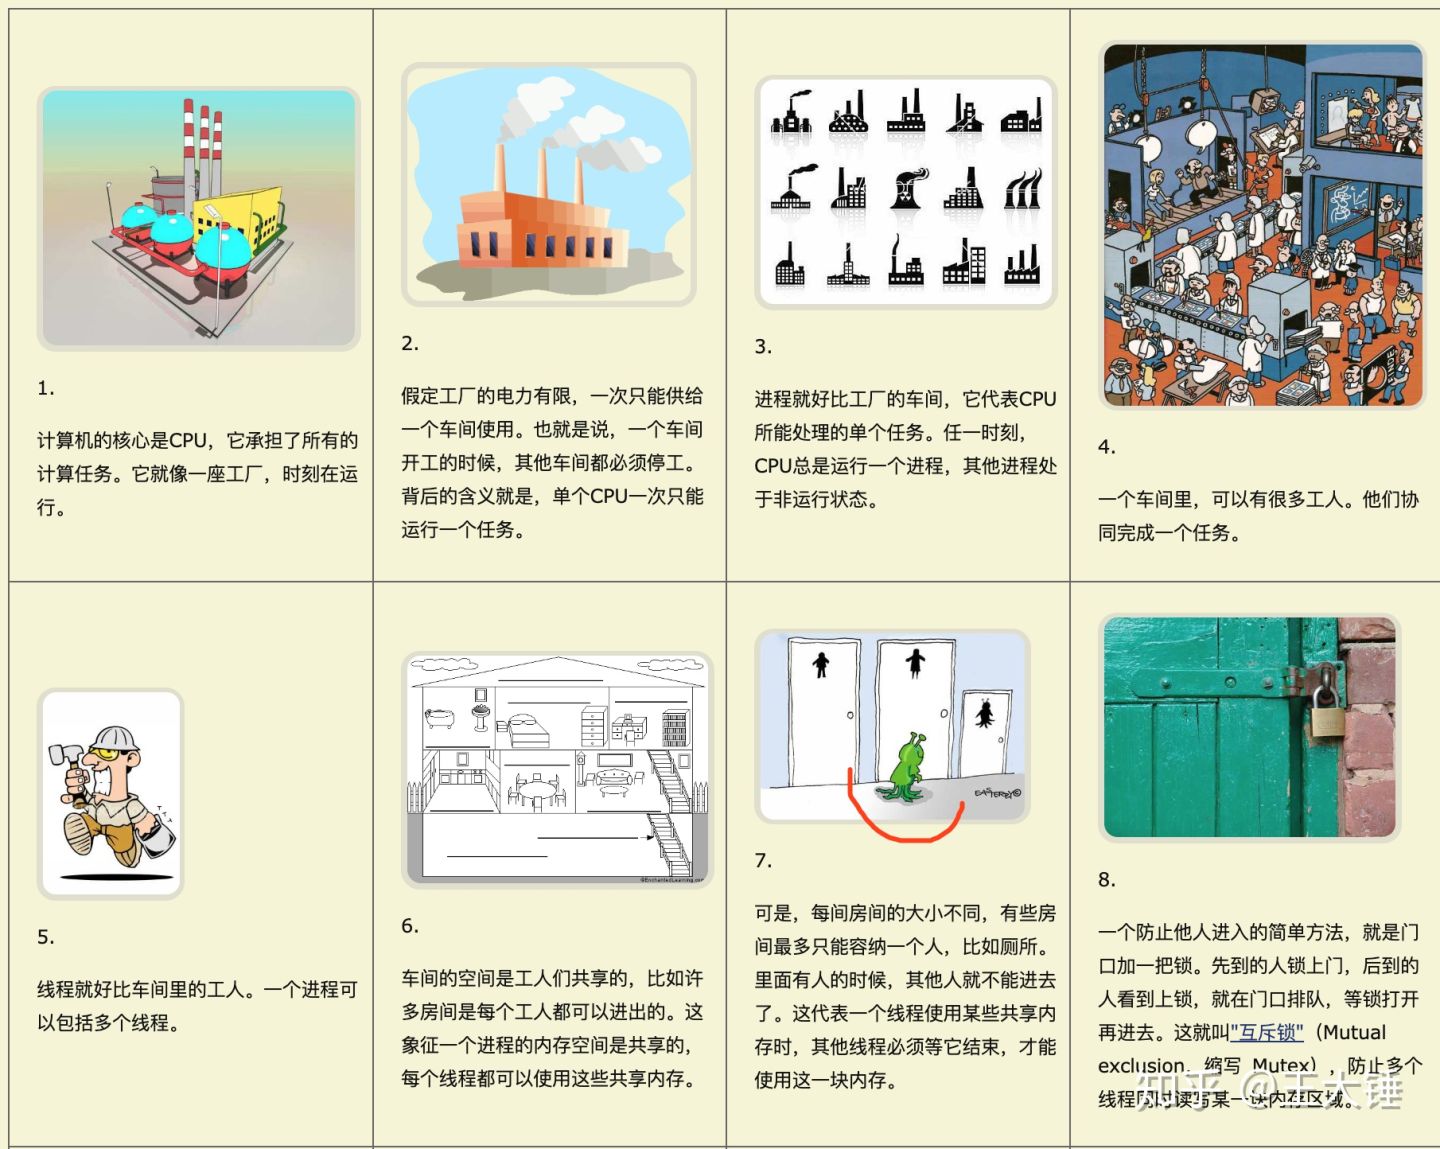 1.
计算机的核心是CPU，它承担了所有的
计算任务。它就像一座工厂，时刻在运
行。
2.
假定工厂的电力有限，一次只能供给
一个车间使用。也就是说，一个车间
开工的时候，其他车间都必须停工。
背后的含义就是，单个CPU一次只能
运行一个任务。
3.
进程就好比工厂的车间，它代表CPU
所能处理的单个任务。任一时刻，
CPU总是运行一个进程，其他进程处
于非运行状态。
4.
一个车间里，可以有很多工人。他们协
同完成一个任务。
5.
线程就好比车间里的工人。一个进程可
以包括多个线程。
©EnchantedLearning.com
6.
车间的空间是工人们共享的，比如许
多房间是每个工人都可以进出的。这
象征一个进程的内存空间是共享的，
每个线程都可以使用这些共享内存。
EASTERBY©
7.
可是，每间房间的大小不同，有些房
间最多只能容纳一个人，比如厕所。
里面有人的时候，其他人就不能进去
了。这代表一个线程使用某些共享内
存时，其他线程必须等它结束，才能
使用这一块内存。
8.
一个防止他人进入的简单方法，就是门
口加一把锁。先到的人锁上门，后到的
人看到上锁，就在门口排队，等锁打开
再进去。这就叫"互斥锁"（Mutual
exclusion，缩写 Mutex），防止多个
线程同时读写某一块内存区域。
知乎 @王大锤